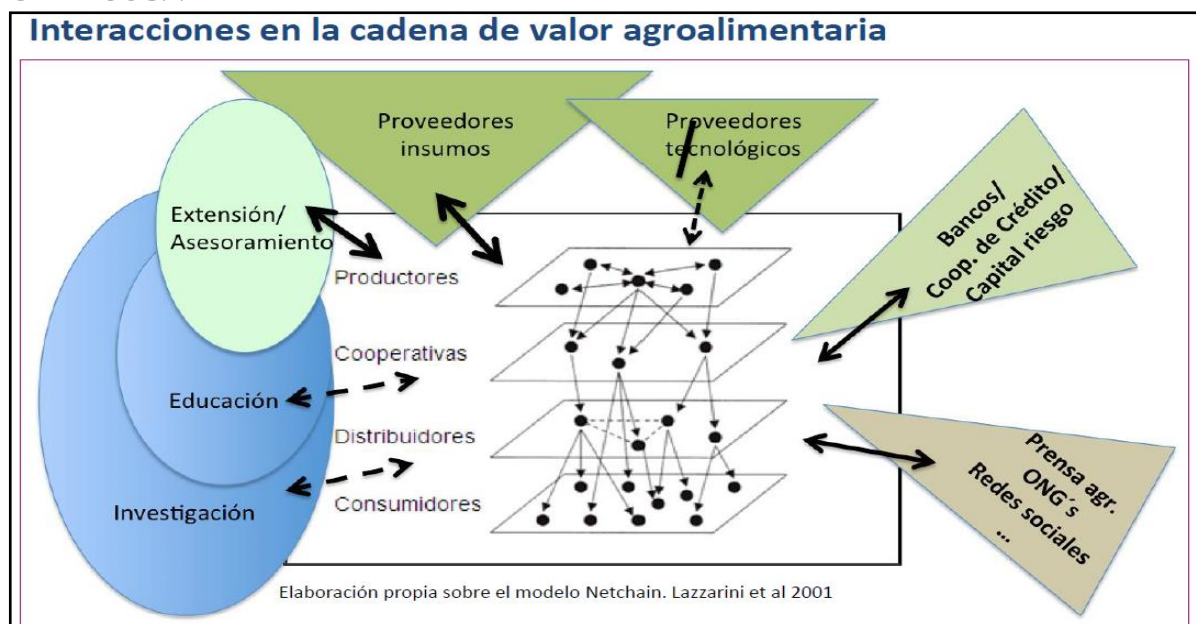 Interacciones en la cadena de valor agroalimentaria
Proveedores
insumos
Proveedores
tecnológicos
Extensión/
Asesoramiento
Bancos/
Coop. de Crédito/
Capital riesgo
Productores
Cooperativas
Educación
Distribuidores
Investigación
Consumidores
Prensa agr.
ONG´s
Redes sociales
...
Elaboración propia sobre el modelo Netchain. Lazzarini et al 2001